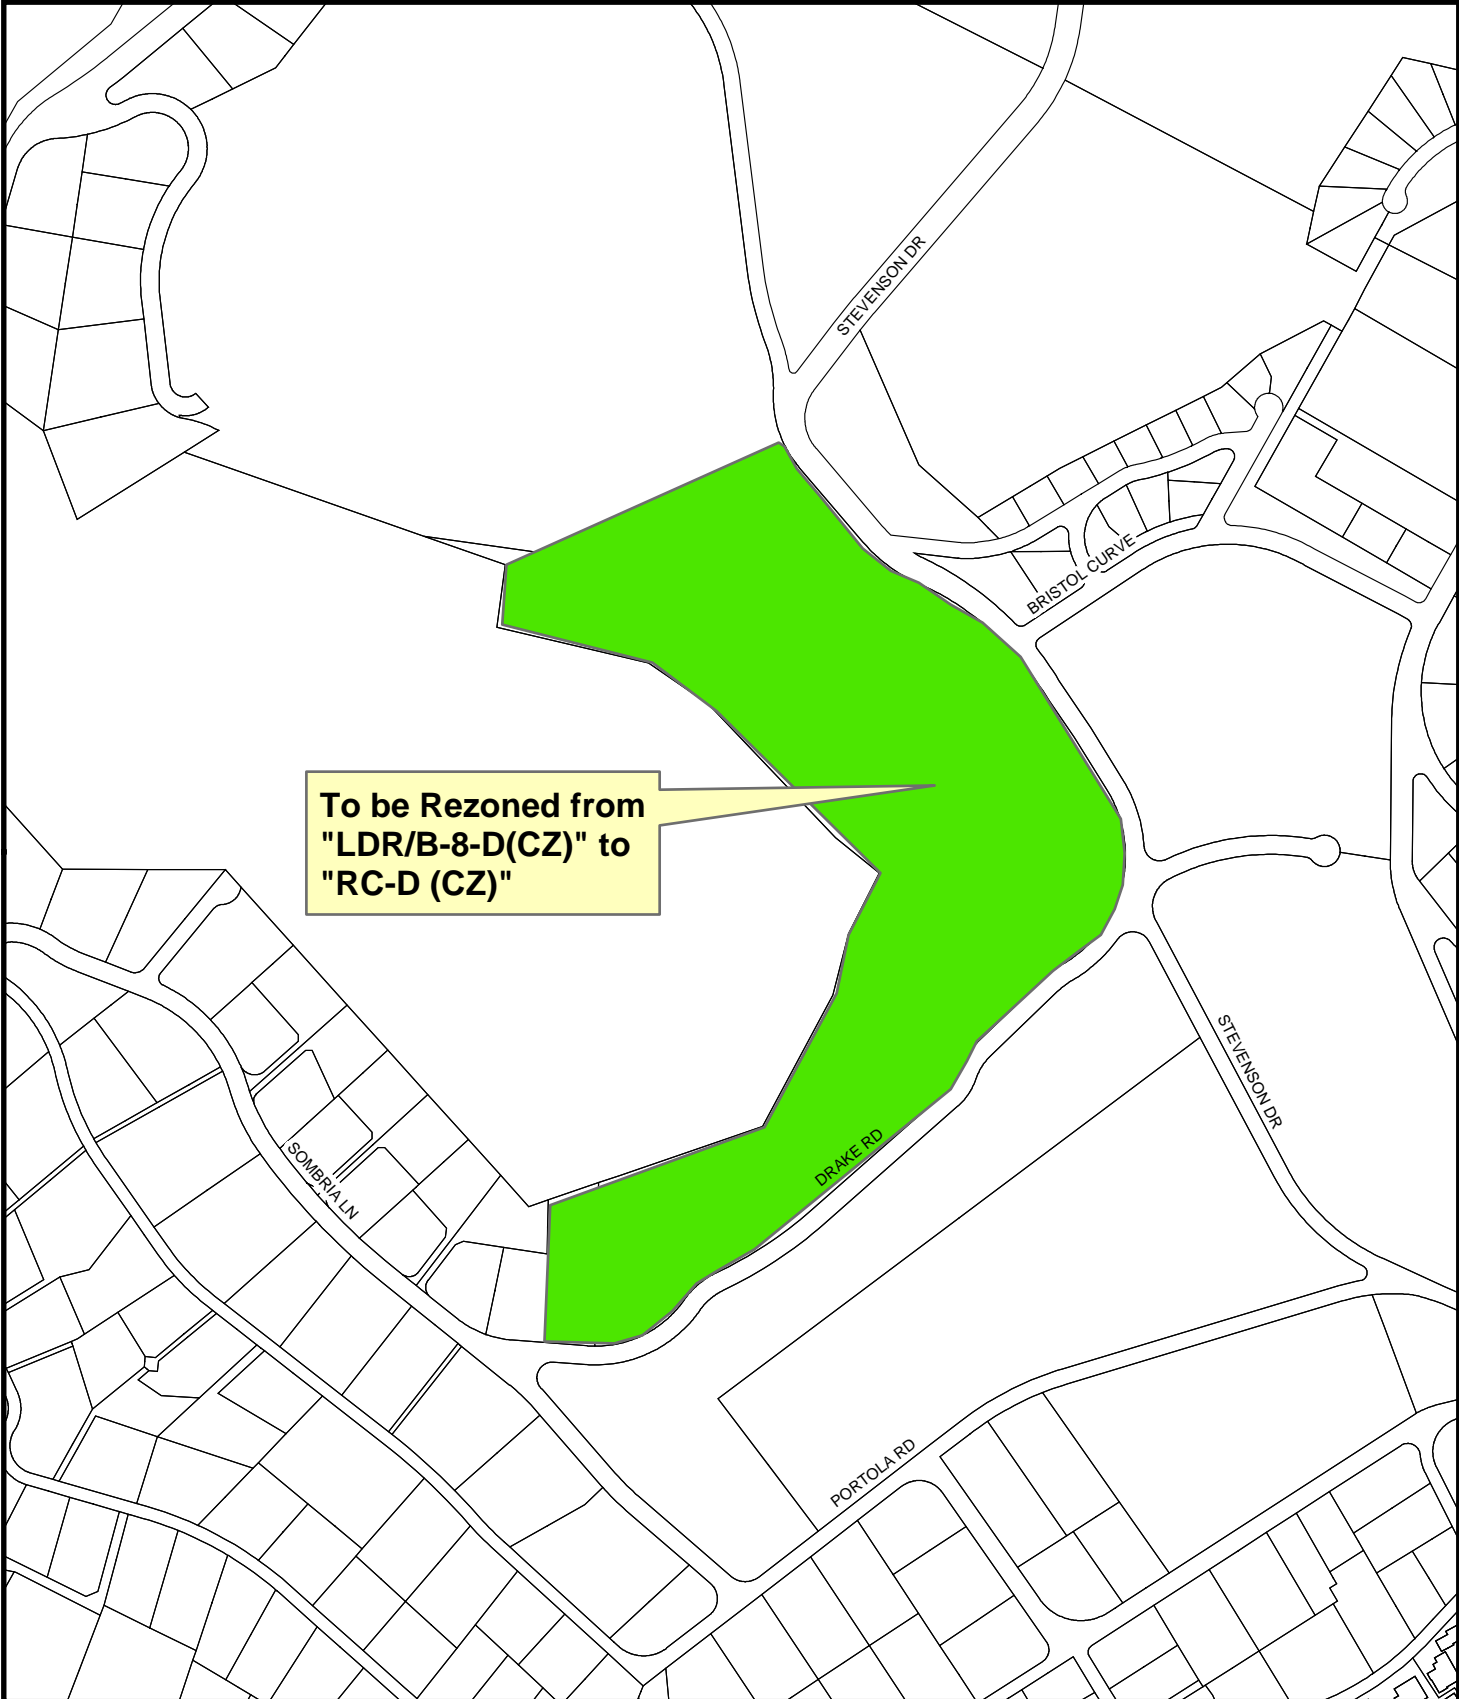 STEVENSON DR
BRISTOL CURVE
To be Rezoned from
"LDR/B-8-D(CZ)" to
"RC-D (CZ)"
STEVENSON DR
DRAKE RD
SOMBRIA LN
PORTOLA RD